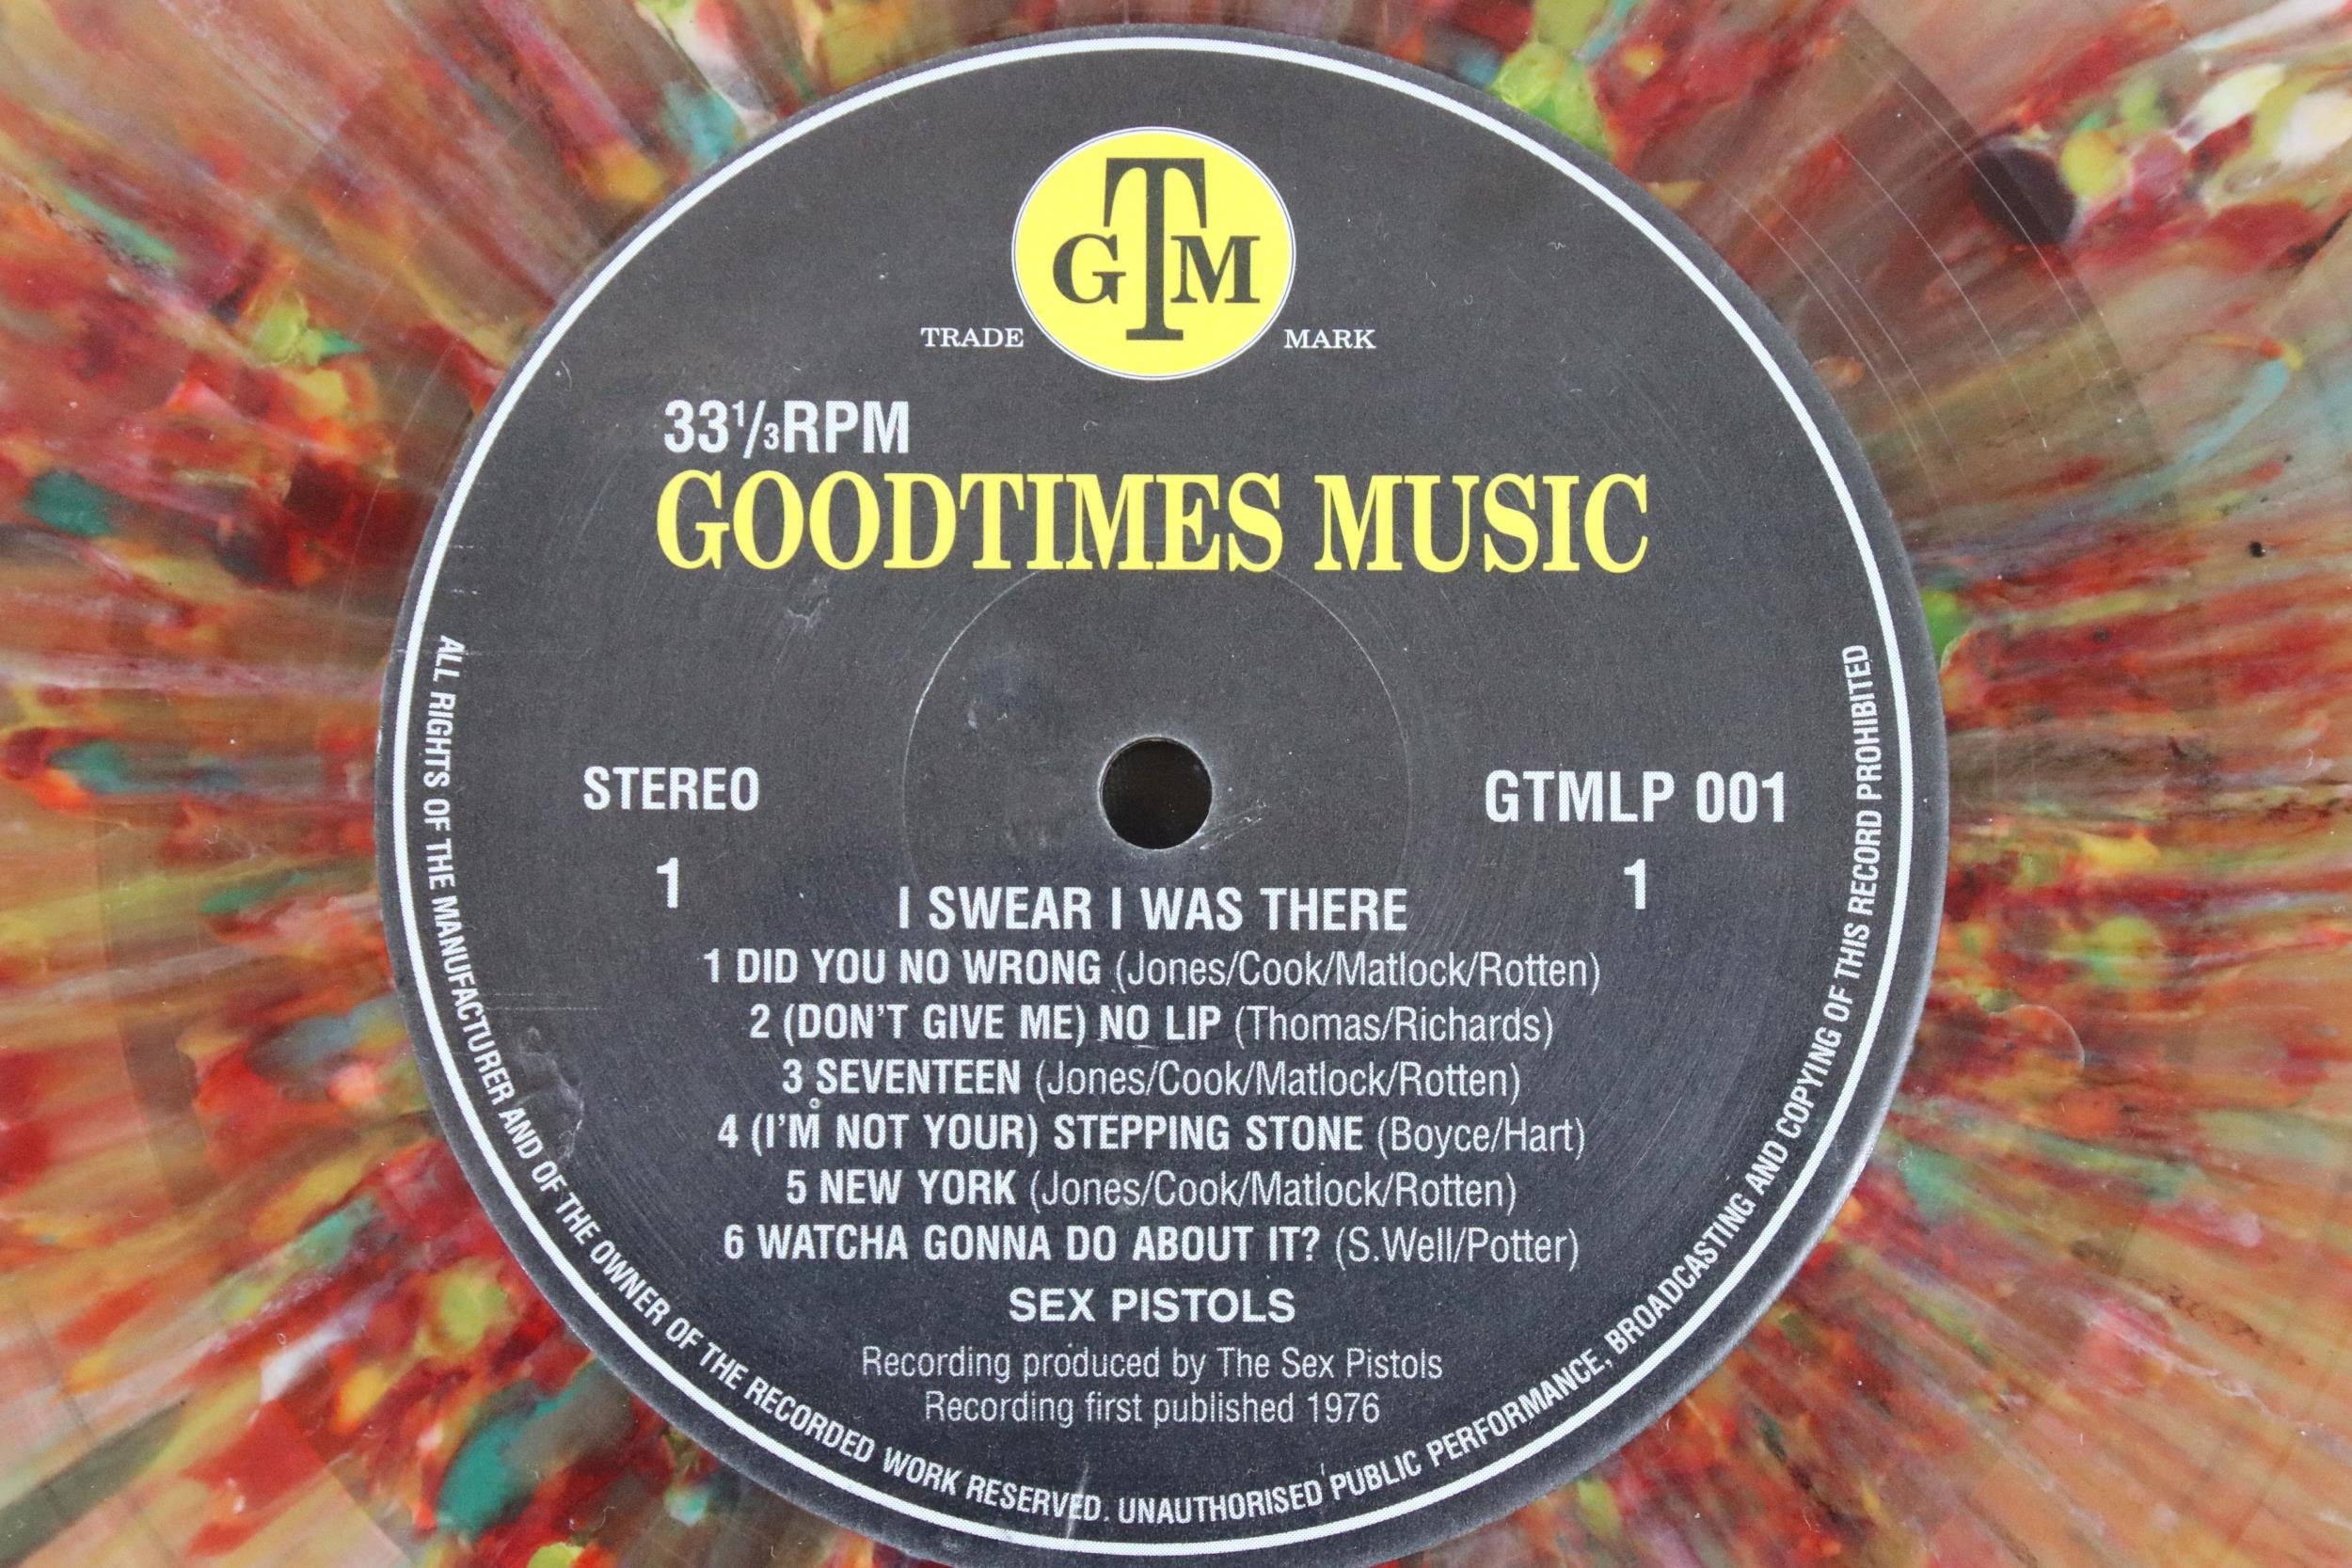 GTM
TRADE MARK
33 1/3 RPM
GOODTIMES MUSIC
STEREO
GTMLP 001
1
1
I SWEAR I WAS THERE
1 DID YOU NO WRONG (Jones/Cook/Matlock/Rotten)
2 (DON'T GIVE ME) NO LIP (Thomas/Richards)
3 SEVENTEEN (Jones/Cook/Matlock/Rotten)
4 (I'M NOT YOUR) STEPPING STONE (Boyce/Hart)
5 NEW YORK (Jones/Cook/Matlock/Rotten)
6 WATCHA GONNA DO ABOUT IT? (S.Well/Potter)
SEX PISTOLS
Recording produced by The Sex Pistols
Recording first published 1976
ALL RIGHTS OF THE MANUFACTURER AND OF THE OWNER OF THE RECORDED WORK RESERVED. UNAUTHORISED PUBLIC PERFORMANCE, BROADCASTING AND COPYING OF THIS RECORD PROHIBITED